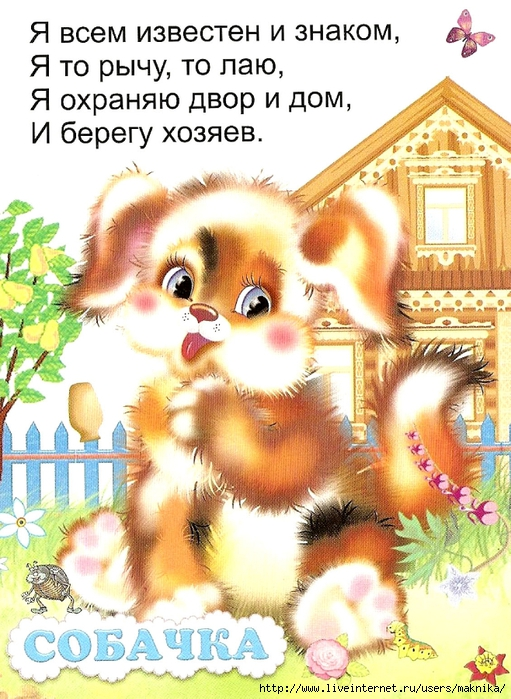 Я всем известен и знаком,
Я то рычу, то лаю,
Я охраняю двор и дом,
И берегу хозяев.
СОБАЧКА
http://www.liveinternet.ru/users/maknika/